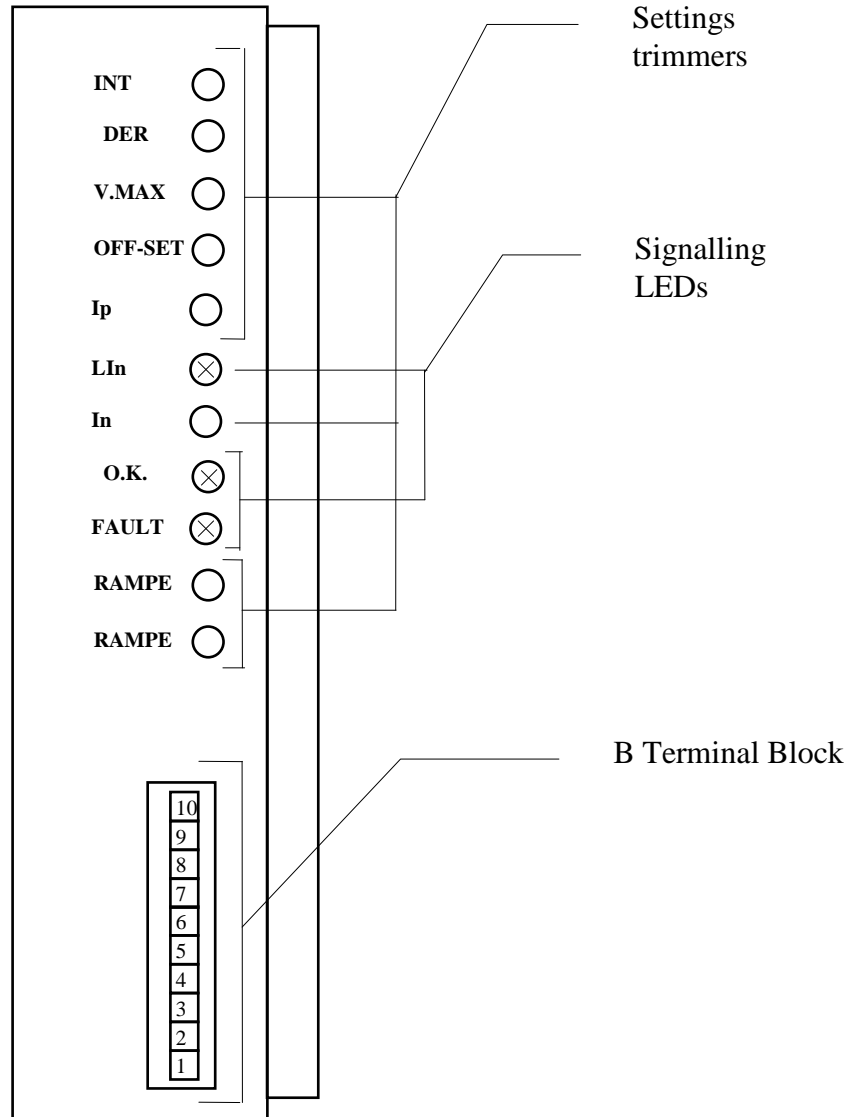 Settings
trimmers
INT
DER
V.MAX
OFF-SET
Signalling
LEDs
Ip
LIn
In
O.K.
FAULT
RAMPE
RAMPE
B Terminal Block
10
9
8
7
6
5
4
3
2
1